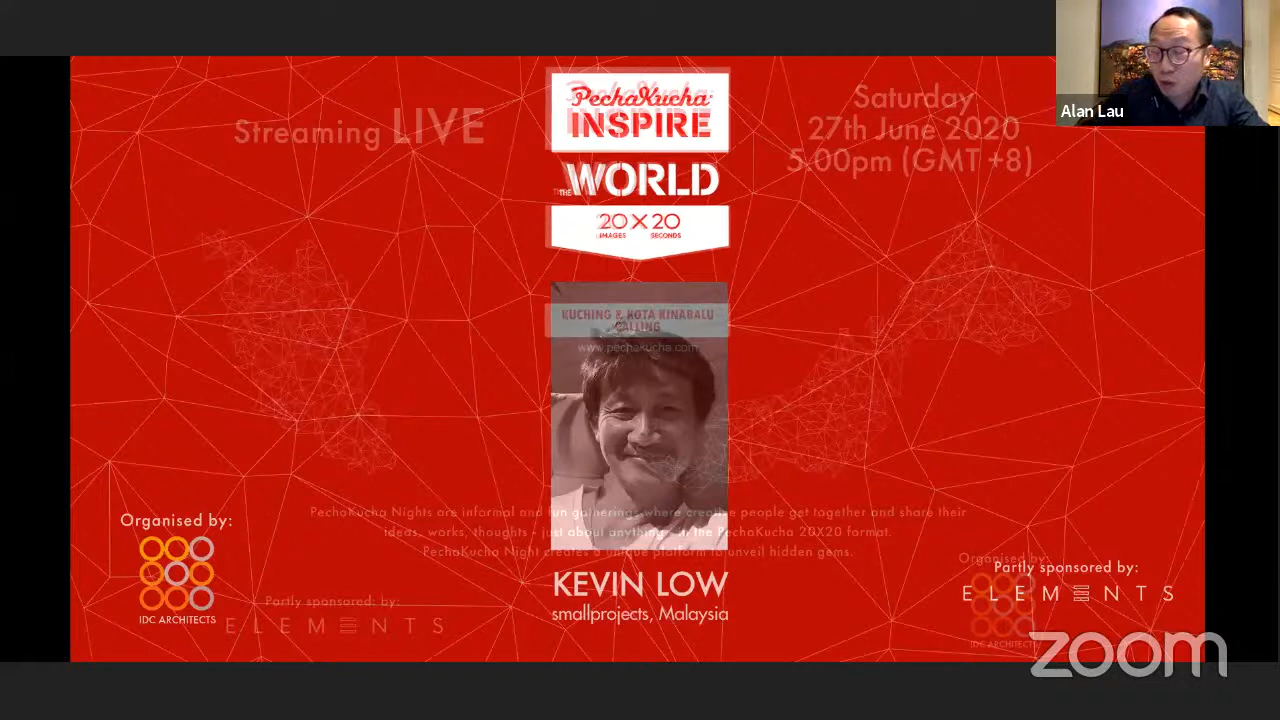 Alan Lau
Streaming LIVE
PechaKucha
INSPIRE
THE WORLD
20X20
IMAGES SECONDS
Saturday
27th June 2020
5.00pm (GMT +8)
KUCHING & KOTA KINABALU
CALLING
www.pechakucha.com
PechaKucha Nights are informal and fun gatherings where creative people get together and share their
ideas, works, thoughts - just about anything in the PechaKucha 20X20 format.
PechaKucha Night creates a unique platform to unveil hidden gems.
KEVIN LOW
smallprojects, Malaysia
Organised by:
IDC ARCHITECTS
Partly sponsored: by:
ELEMENTS
Organised by:
Partly sponsored by:
ELEMENTS
IDC ARCHITECTS
zoom